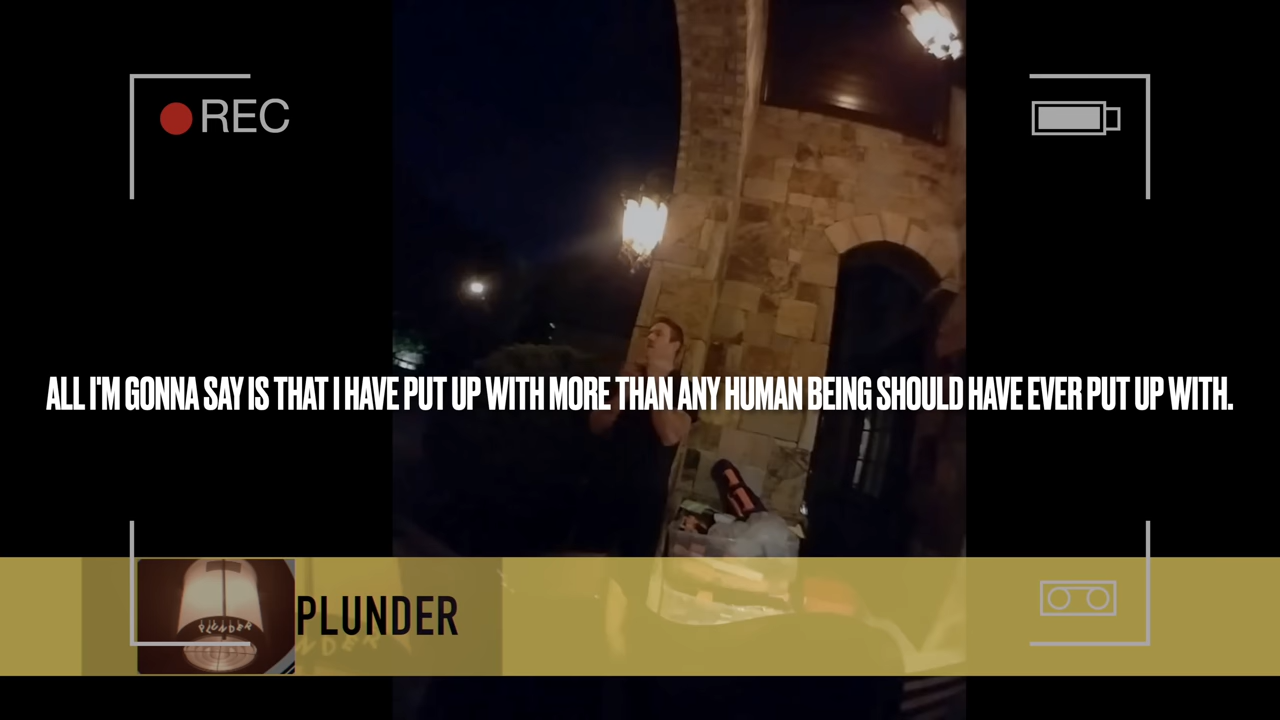 REC
ALL I'M GONNA SAY IS THAT I HAVE PUT UP WITH MORE THAN ANY HUMAN BEING SHOULD HAVE EVER PUT UP WITH.
PLUNDER
PLUNDER